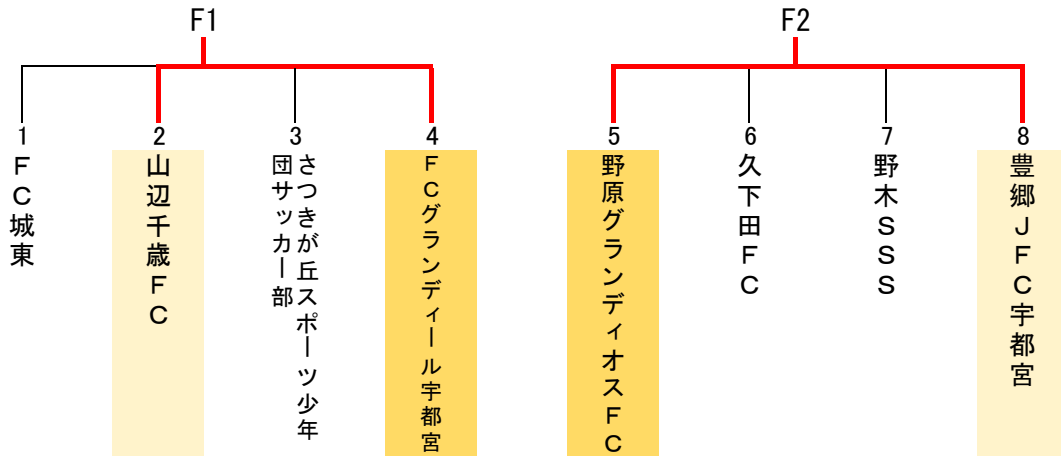 F1
F2
1
2
3
4
5
6
7
8
FC城東
山辺千歳FC
さつきが丘スポーツ少年
団サッカー部
FCグランディール宇都宮
野原グランディオスFC
久下田FC
野木SSS
豊郷JFC宇都宮